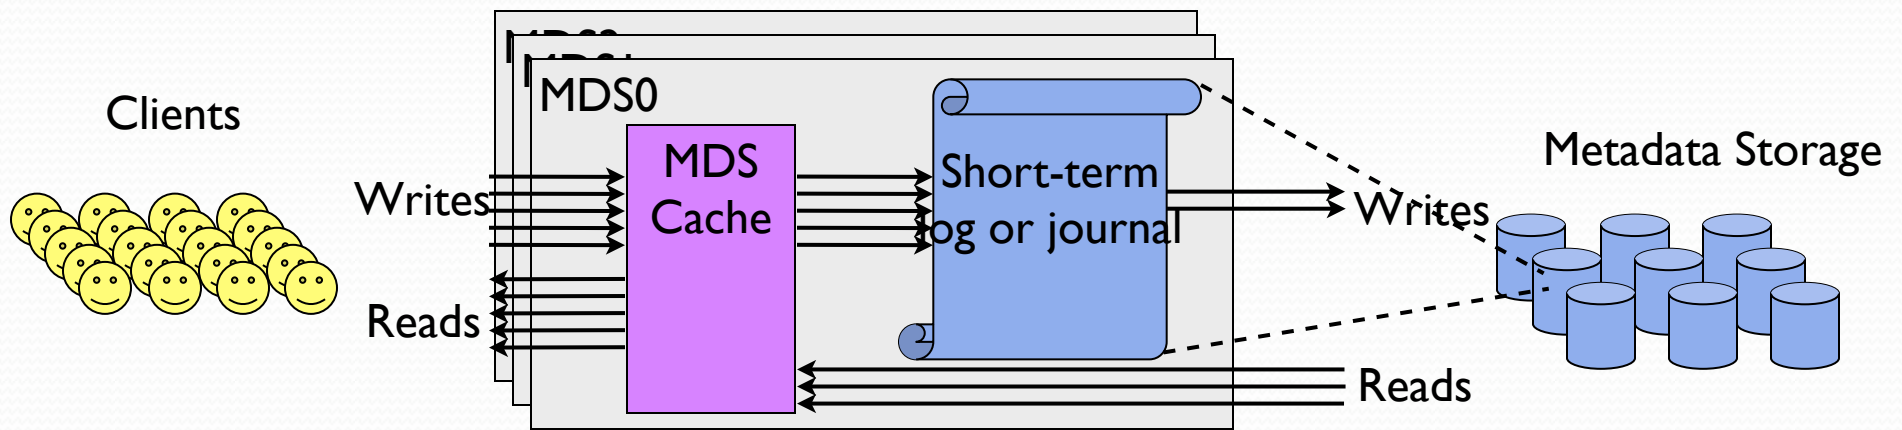 Clients
MDS0
MDS
Cache
Writes
Reads
Short-term
log or journal
Writes
Reads
Metadata Storage